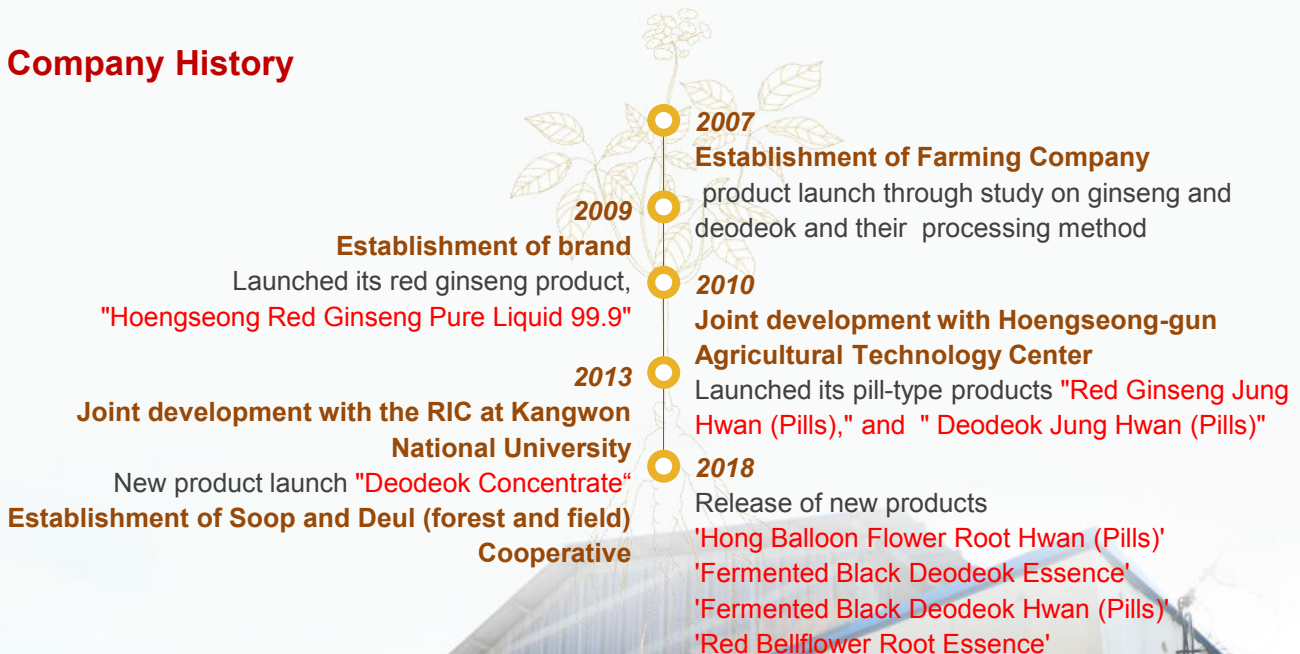 Company History
2007
Establishment of Farming Company
product launch through study on ginseng and
deodeok and their processing method
2009
Establishment of brand
Launched its red ginseng product,
"Hoengseong Red Ginseng Pure Liquid 99.9"
2010
Joint development with Hoengseong-gun
Agricultural Technology Center
Launched its pill-type products "Red Ginseng Jung
Hwan (Pills)," and " Deodeok Jung Hwan (Pills)"
2013
Joint development with the RIC at Kangwon
National University
New product launch "Deodeok Concentrate“
Establishment of Soop and Deul (forest and field)
Cooperative
2018
Release of new products
'Hong Balloon Flower Root Hwan (Pills)'
'Fermented Black Deodeok Essence'
'Fermented Black Deodeok Hwan (Pills)'
'Red Bellflower Root Essence'